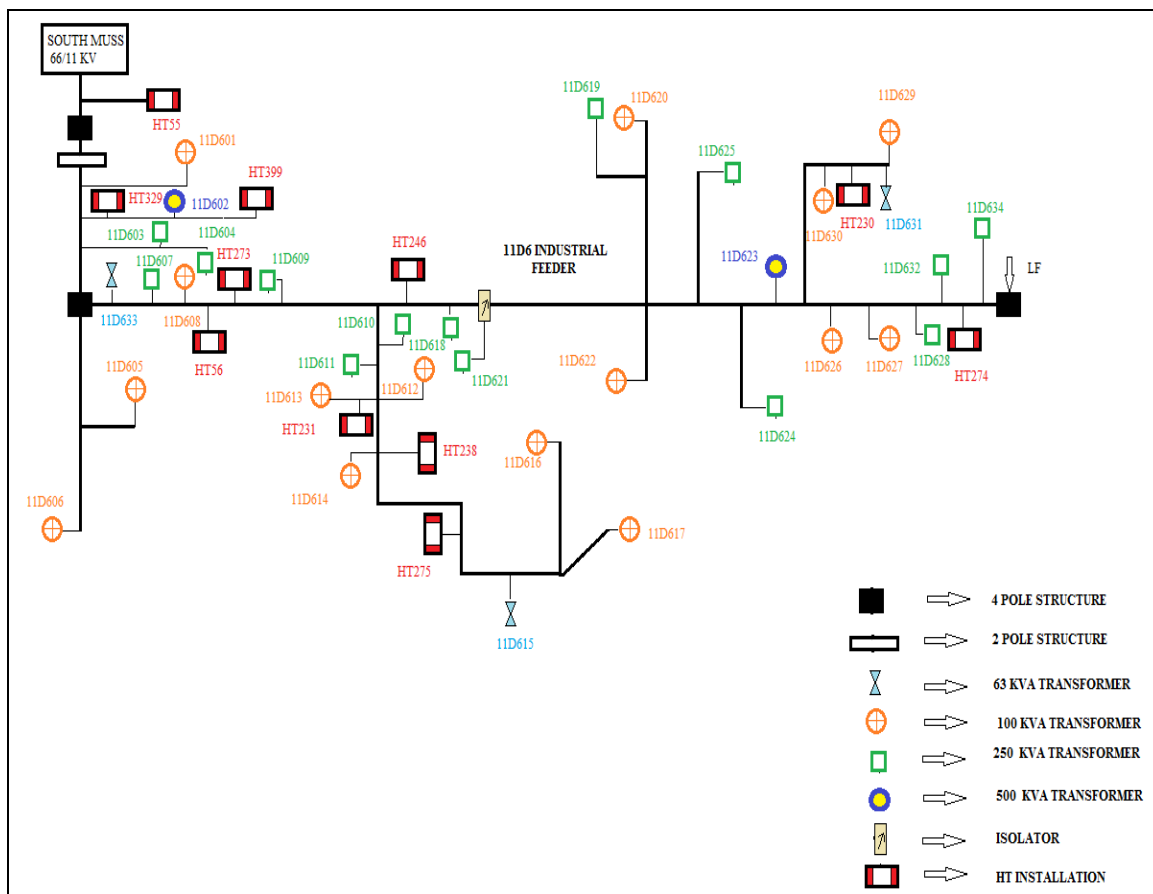 SOUTH MUSS
66/11 KV
HT55
11D601
HT399
HT329
11D602
11D603
11D604
11D607
HT273
11D609
11D633
11D608
HT56
11D605
11D606
HT246
11D6 INDUSTRIAL
FEEDER
11D610
11D618
11D611
11D621
11D612
11D613
HT231
HT238
11D614
11D616
HT275
11D617
11D615
11D619
11D620
11D622
11D625
11D623
11D624
11D629
HT230
11D630
11D631
11D634
11D632
LF
11D626
11D627
11D628
HT274
4 POLE STRUCTURE
2 POLE STRUCTURE
63 KVA TRANSFORMER
100 KVA TRANSFORMER
250 KVA TRANSFORMER
500 KVA TRANSFORMER
ISOLATOR
HT INSTALLATION